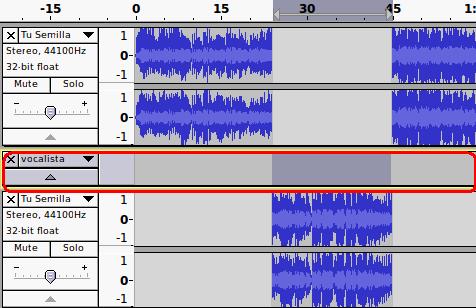 -15 0 15 30 45 1:
X Tu Semilla
Stereo, 44100Hz
32-bit float
Mute Solo
- +
1
0-
-1
1
0-
-1
X vocalista
X Tu Semilla
Stereo, 44100Hz
32-bit float
Mute Solo
- +
1
0-
-1
1
0-
-1